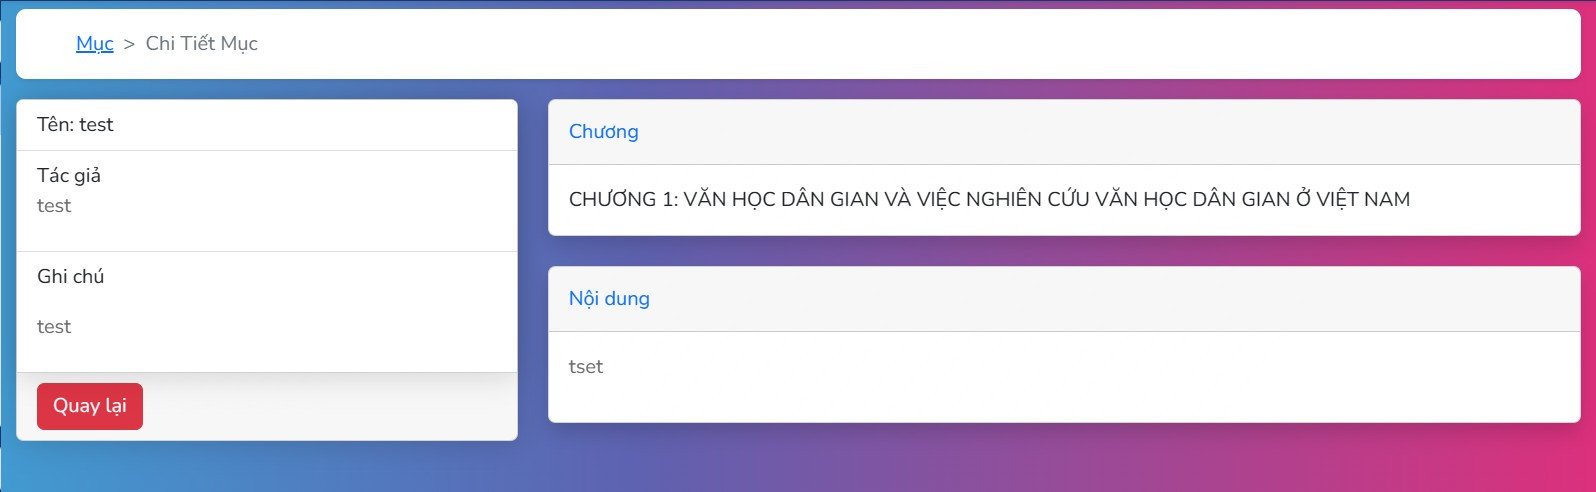 Mục > Chi Tiết Mục
Tên: test
Tác giả
test
Ghi chú
test
Quay lại
Chương
CHƯƠNG 1: VĂN HỌC DÂN GIAN VÀ VIỆC NGHIÊN CỨU VĂN HỌC DÂN GIAN Ở VIỆT NAM
Nội dung
tset